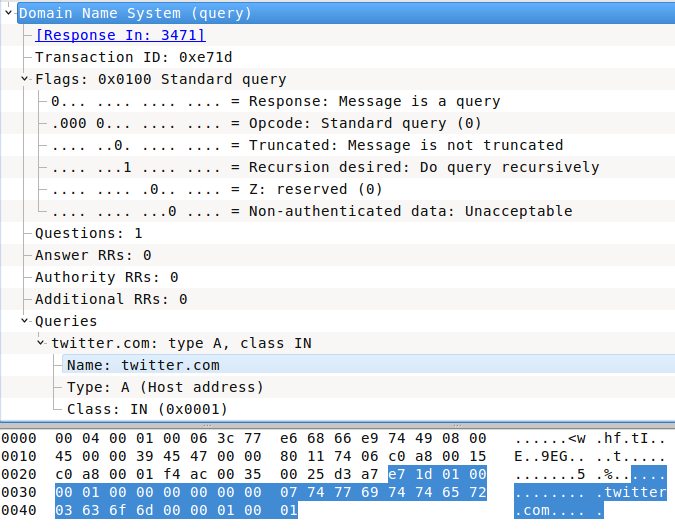 Domain Name System (query)
[Response In: 3471]
Transaction ID: 0xe71d
Flags: 0x0100 Standard query
0... .... .... .... = Response: Message is a query
.000 0... .... .... = Opcode: Standard query (0)
.... ..0. .... .... = Truncated: Message is not truncated
.... ...1 .... .... = Recursion desired: Do query recursively
.... .... .0.. .... = Z: reserved (0)
.... .... ...0 .... = Non-authenticated data: Unacceptable
Questions: 1
Answer RRs: 0
Authority RRs: 0
Additional RRs: 0
Queries
twitter.com: type A, class IN
Name: twitter.com
Type: A (Host address)
Class: IN (0x0001)
0000 00 04 00 01 00 06 3c 77 e6 68 66 e9 74 49 08 00 ......<w .hf.tI..
0010 45 00 00 39 45 47 00 00 80 11 74 06 c0 a8 00 15 E..9EG.. ..t.....
0020 c0 a8 00 01 f4 ac 00 35 00 25 d3 a7 e7 1d 01 00 .......5 .%......
0030 00 01 00 00 00 00 00 00 07 74 77 69 74 74 65 72 ........ .twitter
0040 03 63 6f 6d 00 00 01 00 01 .com.... .